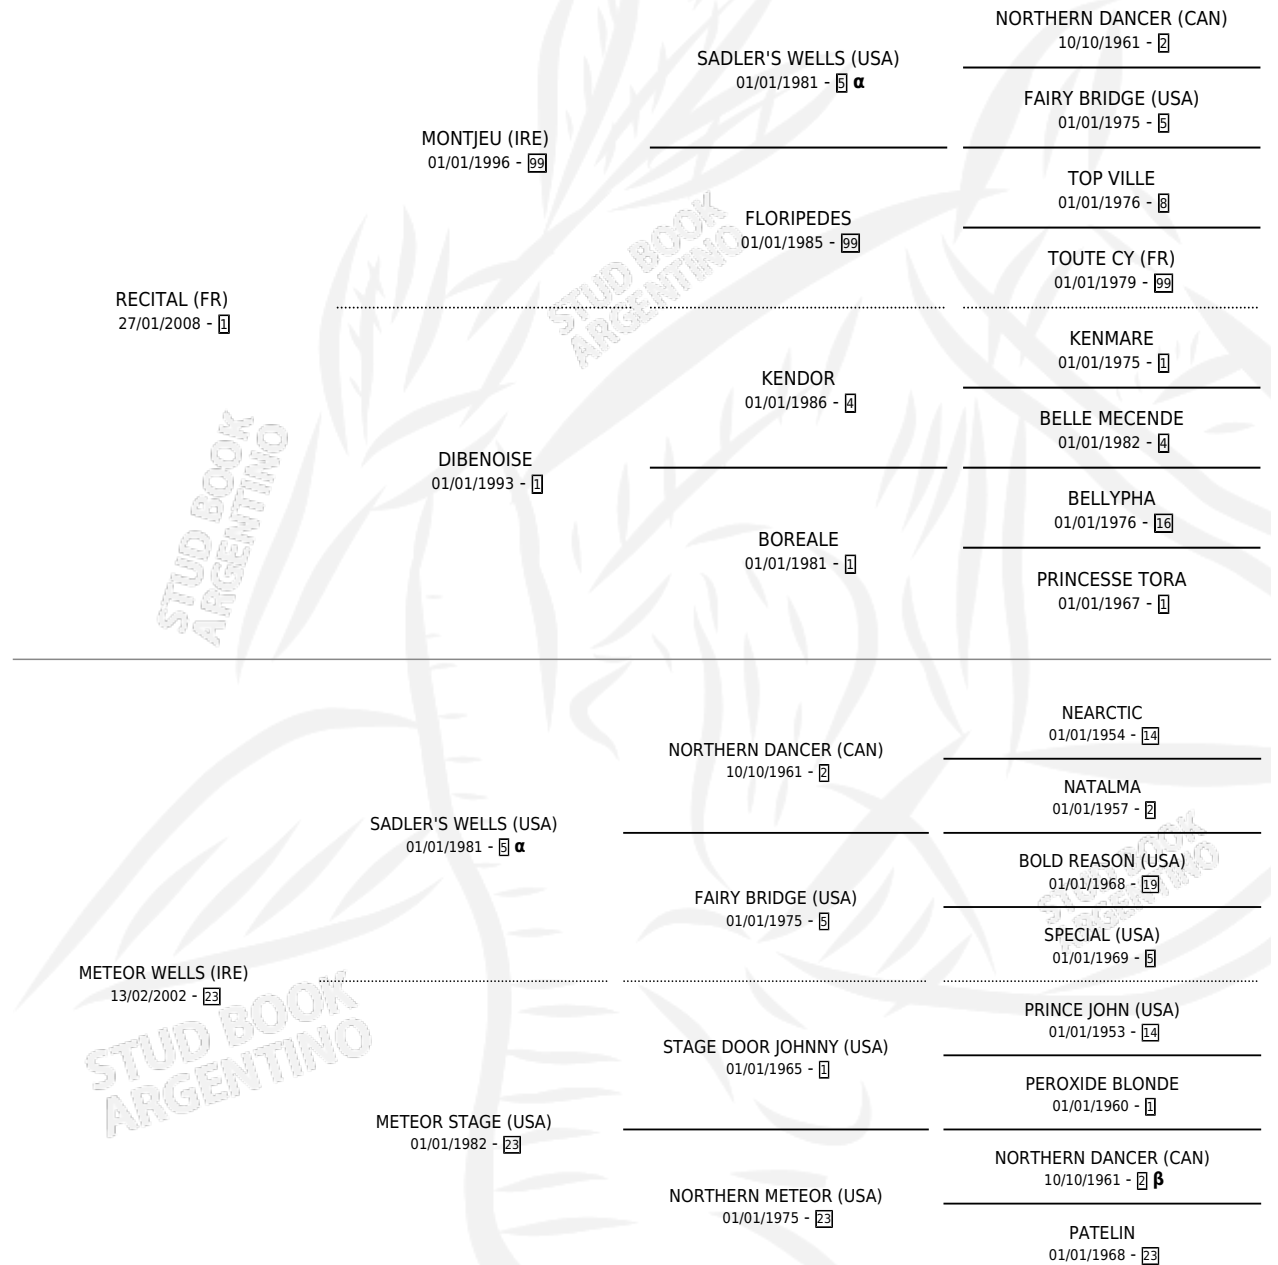 NORTHERN DANCER (CAN)
10/10/1961 - 2
SADLER'S WELLS (USA)
01/01/1981 - 5 α
FAIRY BRIDGE (USA)
01/01/1975 - 5
MONTJEU (IRE)
01/01/1996 - 99
TOP VILLE
01/01/1976 - 8
FLORIPEDES
01/01/1985 - 99
TOUTE CY (FR)
01/01/1979 - 99
RECITAL (FR)
27/01/2008 - 1
KENMARE
01/01/1975 - 1
KENDOR
01/01/1986 - 4
BELLE MECENDE
01/01/1982 - 4
DIBENOISE
01/01/1993 - 1
BELLYPHA
01/01/1976 - 16
BOREALE
01/01/1981 - 1
PRINCESSE TORA
01/01/1967 - 1
STUD BOOK
ARGENTINO
STUD BOOK
ARGENTINO
NEARCTIC
01/01/1954 - 14
NORTHERN DANCER (CAN)
10/10/1961 - 2
NATALMA
01/01/1957 - 2
SADLER'S WELLS (USA)
01/01/1981 - 5 α
BOLD REASON (USA)
01/01/1968 - 19
FAIRY BRIDGE (USA)
01/01/1975 - 5
SPECIAL (USA)
01/01/1969 - 5
METEOR WELLS (IRE)
13/02/2002 - 23
PRINCE JOHN (USA)
01/01/1953 - 14
STAGE DOOR JOHNNY (USA)
01/01/1965 - 1
PEROXIDE BLONDE
01/01/1960 - 1
METEOR STAGE (USA)
01/01/1982 - 23
NORTHERN DANCER (CAN)
10/10/1961 - 2 β
NORTHERN METEOR (USA)
01/01/1975 - 23
PATELIN
01/01/1968 - 23
STUD BOOK
ARGENTINO
STUD BOOK
ARGENTINO